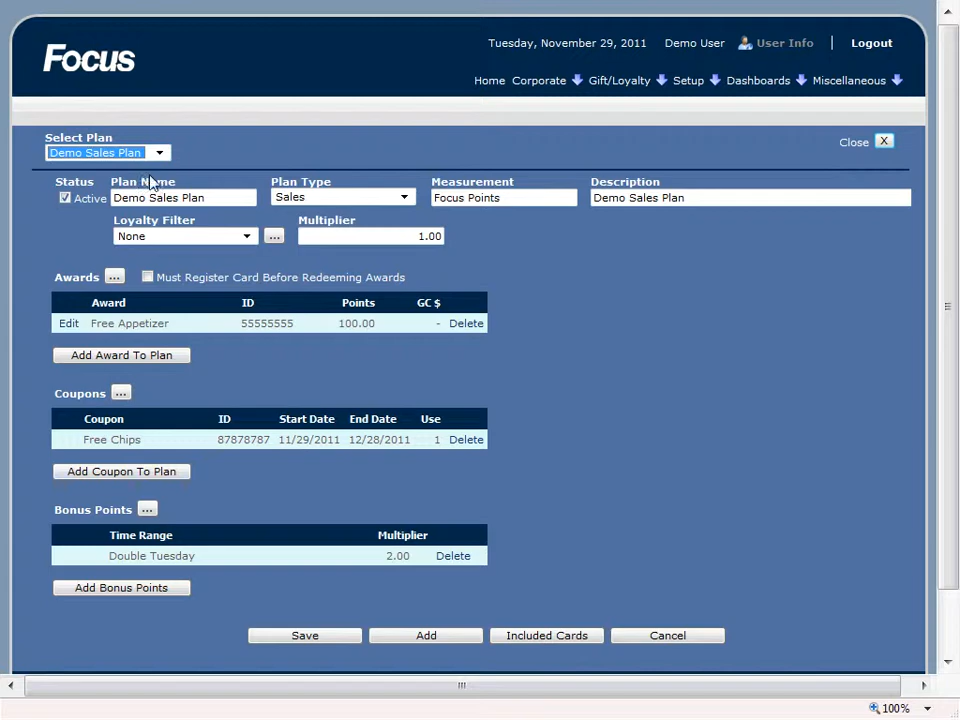 Focus
Tuesday, November 29, 2011 Demo User User Info Logout
Home Corporate Gift/Loyalty Setup Dashboards Miscellaneous
Select Plan
Demo Sales Plan
Close X
Status Plan Name Plan Type Measurement Description
Active Demo Sales Plan Sales Focus Points Demo Sales Plan
Loyalty Filter Multiplier
None ... 1.00
Awards ... Must Register Card Before Redeeming Awards
Award ID Points GC $
Edit Free Appetizer 55555555 100.00 - Delete
Add Award To Plan
Coupons ...
Coupon ID Start Date End Date Use
Free Chips 87878787 11/29/2011 12/28/2011 1 Delete
Add Coupon To Plan
Bonus Points ...
Time Range Multiplier
Double Tuesday 2.00 Delete
Add Bonus Points
Save Add Included Cards Cancel
100%